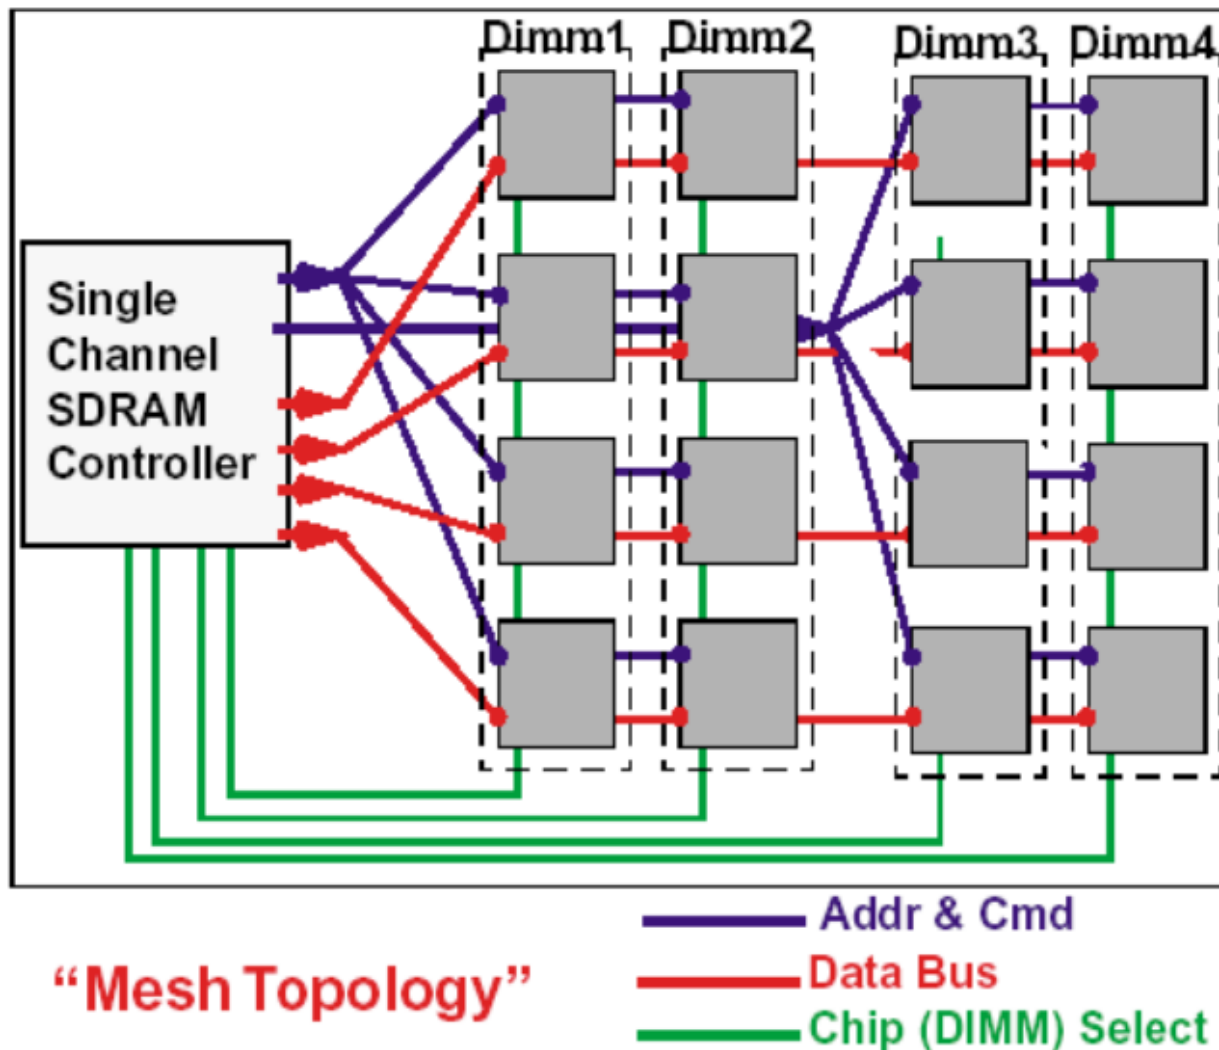 Dimm1 Dimm2 Dimm3 Dimm4
Single
Channel
SDRAM
Controller
Addr & Cmd
"Mesh Topology"
Data Bus
Chip (DIMM) Select